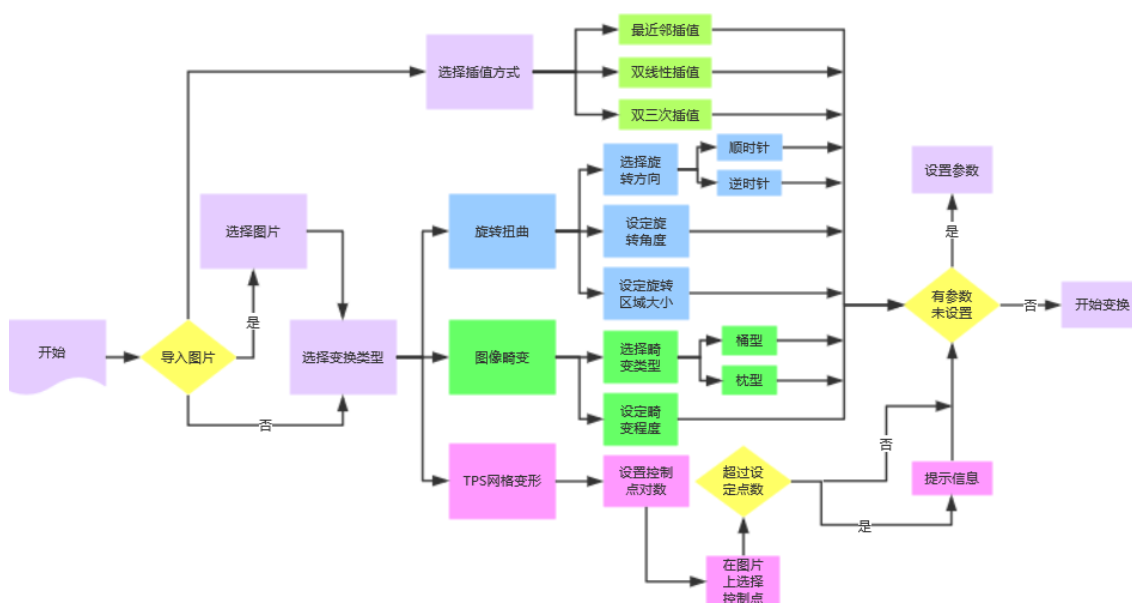 最近邻插值
选择插值方式
双线性插值
双三次插值
选择旋
转方向
顺时针
逆时针
设置参数
选择图片
旋转扭曲
设定旋
转角度
是
设定旋转
区域大小
有参数
未设置
否
开始变换
开始
导入图片
是
选择变换类型
图像畸变
选择畸
变类型
桶型
枕型
否
设定畸
变程度
否
TPS网格变形
设置控制
点对数
超过设
定点数
提示信息
是
在图片
上选择
控制点